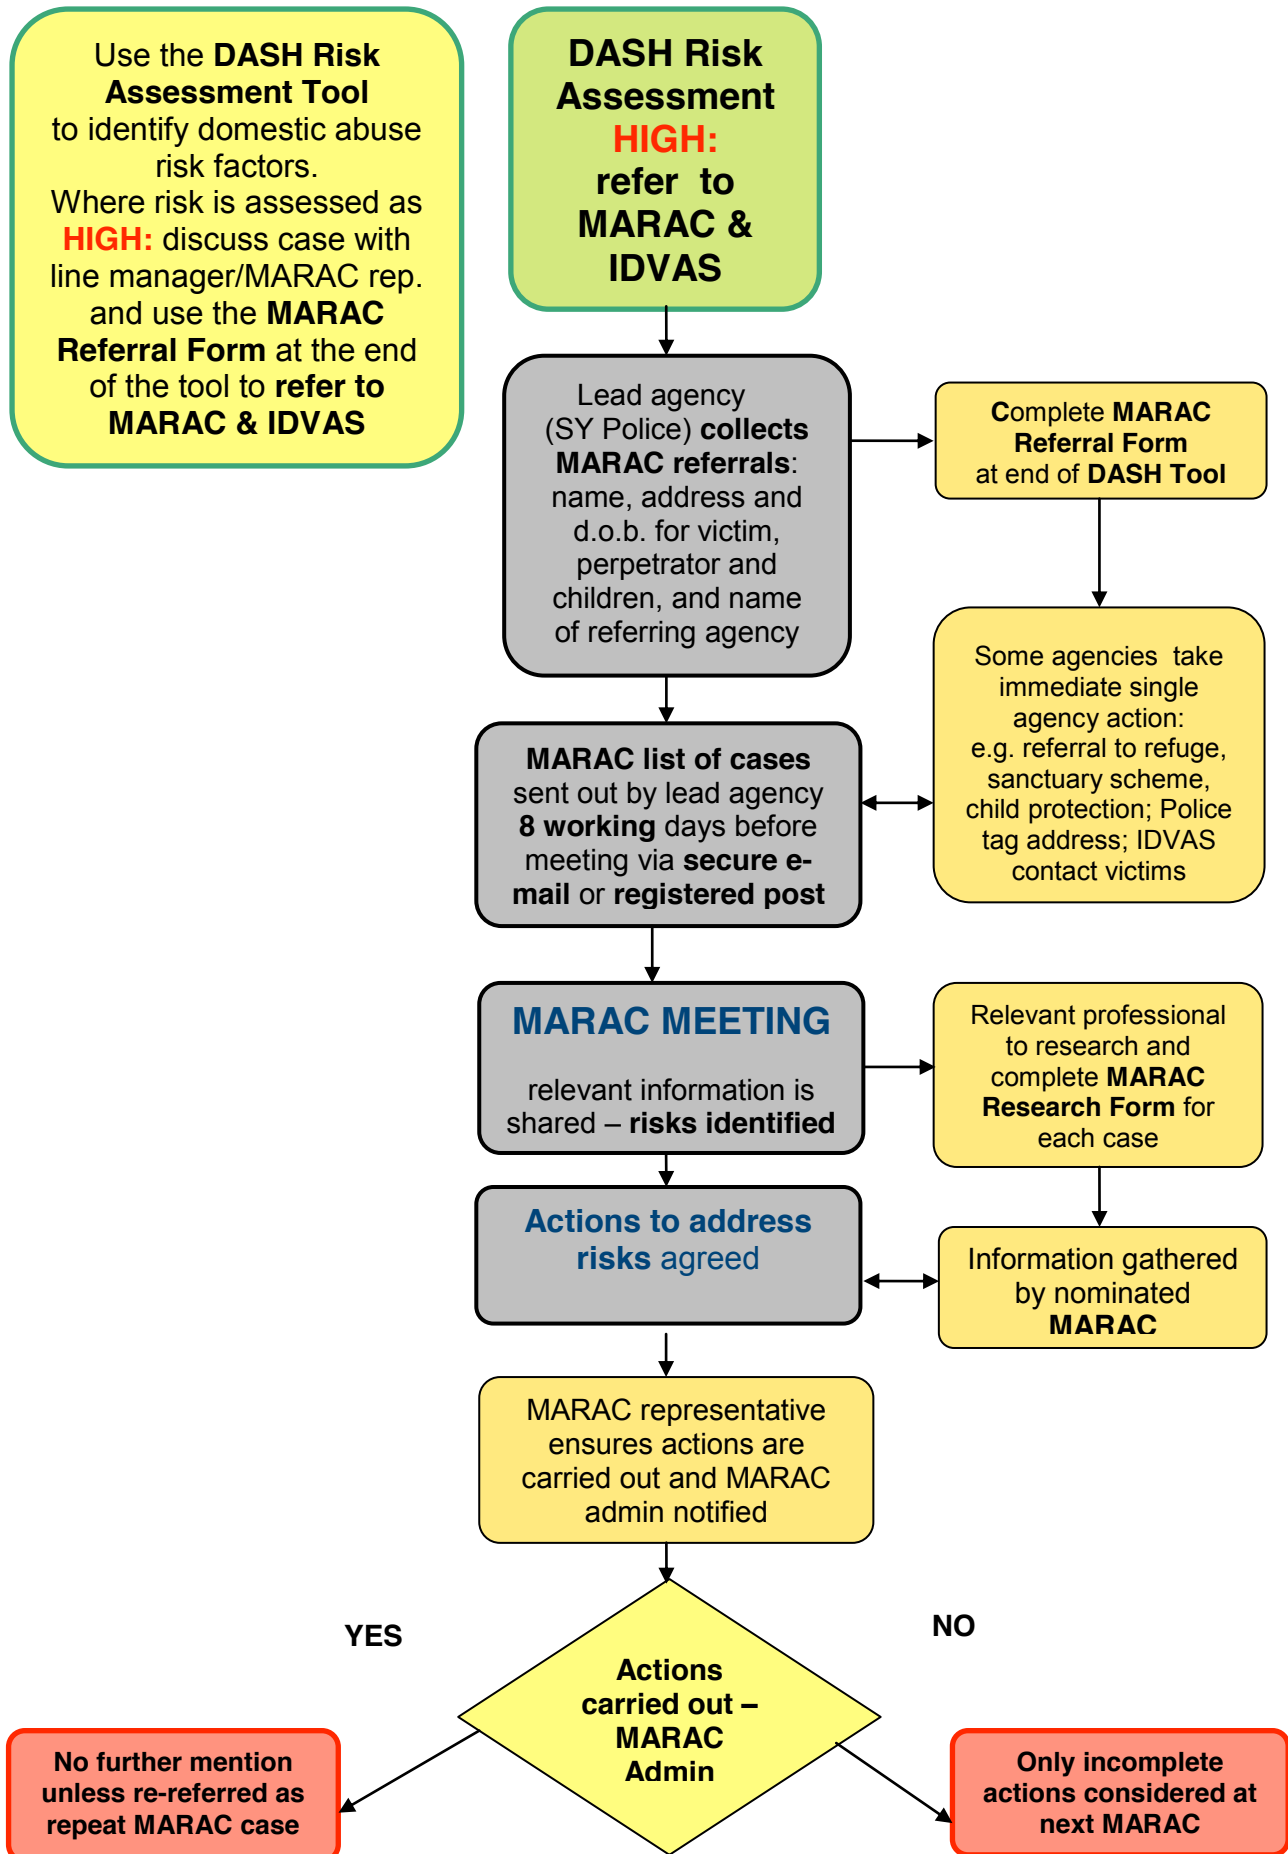 Use the DASH Risk
Assessment Tool
to identify domestic abuse
risk factors.
Where risk is assessed as
HIGH: discuss case with
line manager/MARAC rep.
and use the MARAC
Referral Form at the end
of the tool to refer to
MARAC & IDVAS
DASH Risk
Assessment
HIGH:
refer to
MARAC &
IDVAS
Lead agency
(SY Police) collects
MARAC referrals:
name, address and
d.o.b. for victim,
perpetrator and
children, and name
of referring agency
Complete MARAC
Referral Form
at end of DASH Tool
Some agencies take
immediate single
agency action:
e.g. referral to refuge,
sanctuary scheme,
child protection; Police
tag address; IDVAS
contact victims
MARAC list of cases
sent out by lead agency
8 working days before
meeting via secure e-
mail or registered post
MARAC MEETING
relevant information is
shared – risks identified
Relevant professional
to research and
complete MARAC
Research Form for
each case
Actions to address
risks agreed
Information gathered
by nominated
MARAC
MARAC representative
ensures actions are
carried out and MARAC
admin notified
YES
NO
Actions
carried out –
MARAC
Admin
No further mention
unless re-referred as
repeat MARAC case
Only incomplete
actions considered at
next MARAC